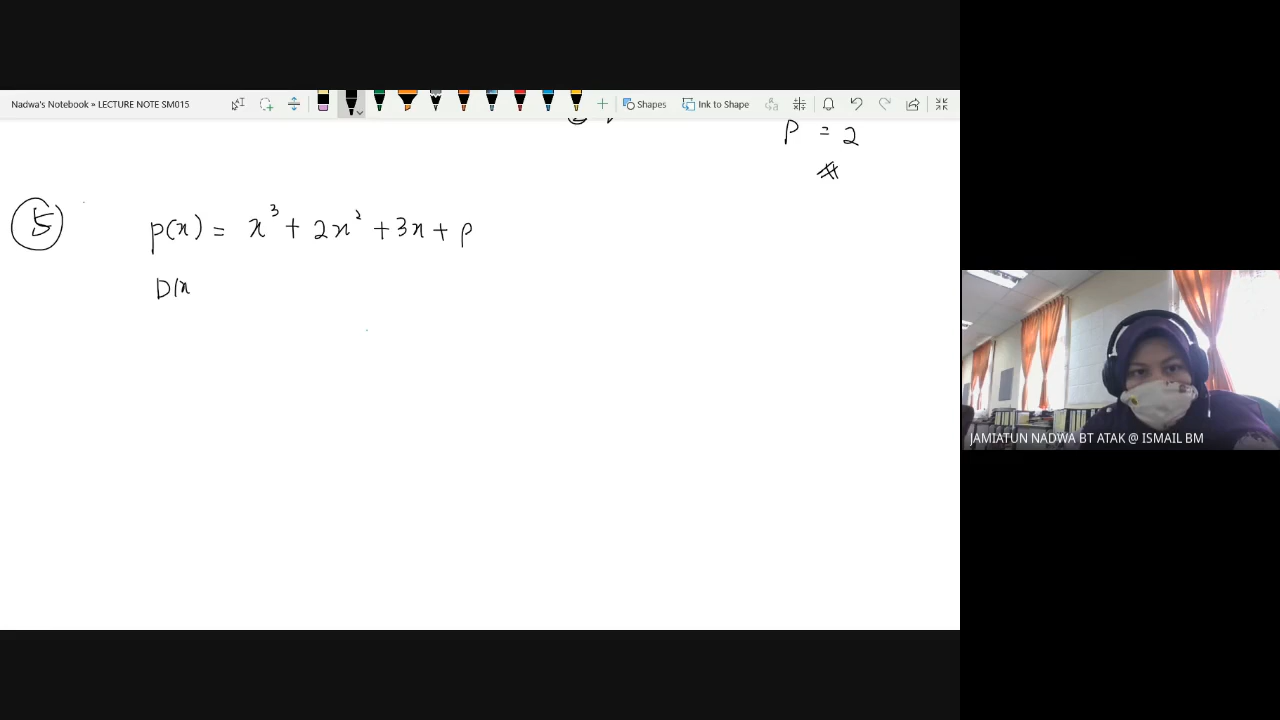 Nadwa's Notebook » LECTURE NOTE SM015
Shapes
Ink to Shape
P = 2
#
5
p(x) = x³ + 2x² + 3x + p
D(x
JAMIATUN NADWA BT ATAK @ ISMAIL BM